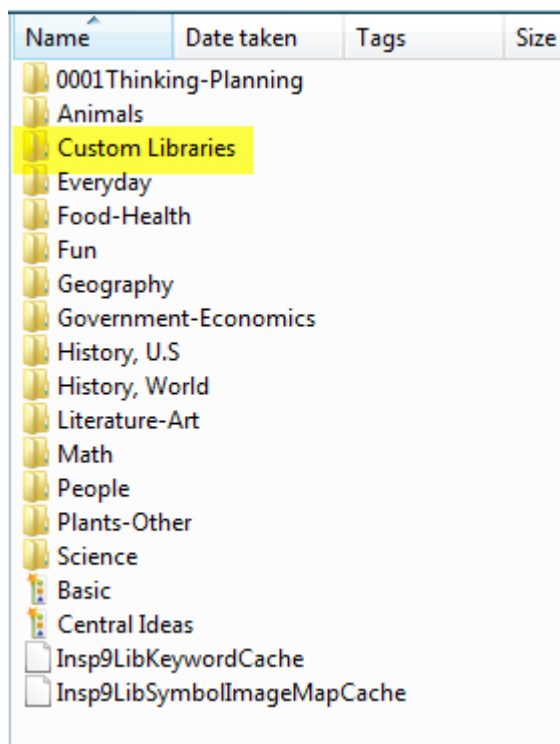 Name Date taken Tags Size
0001Thinking-Planning
Animals
Custom Libraries
Everyday
Food-Health
Fun
Geography
Government-Economics
History, U.S
History, World
Literature-Art
Math
People
Plants-Other
Science
Basic
Central Ideas
Insp9LibKeywordCache
Insp9LibSymbolImageMapCache